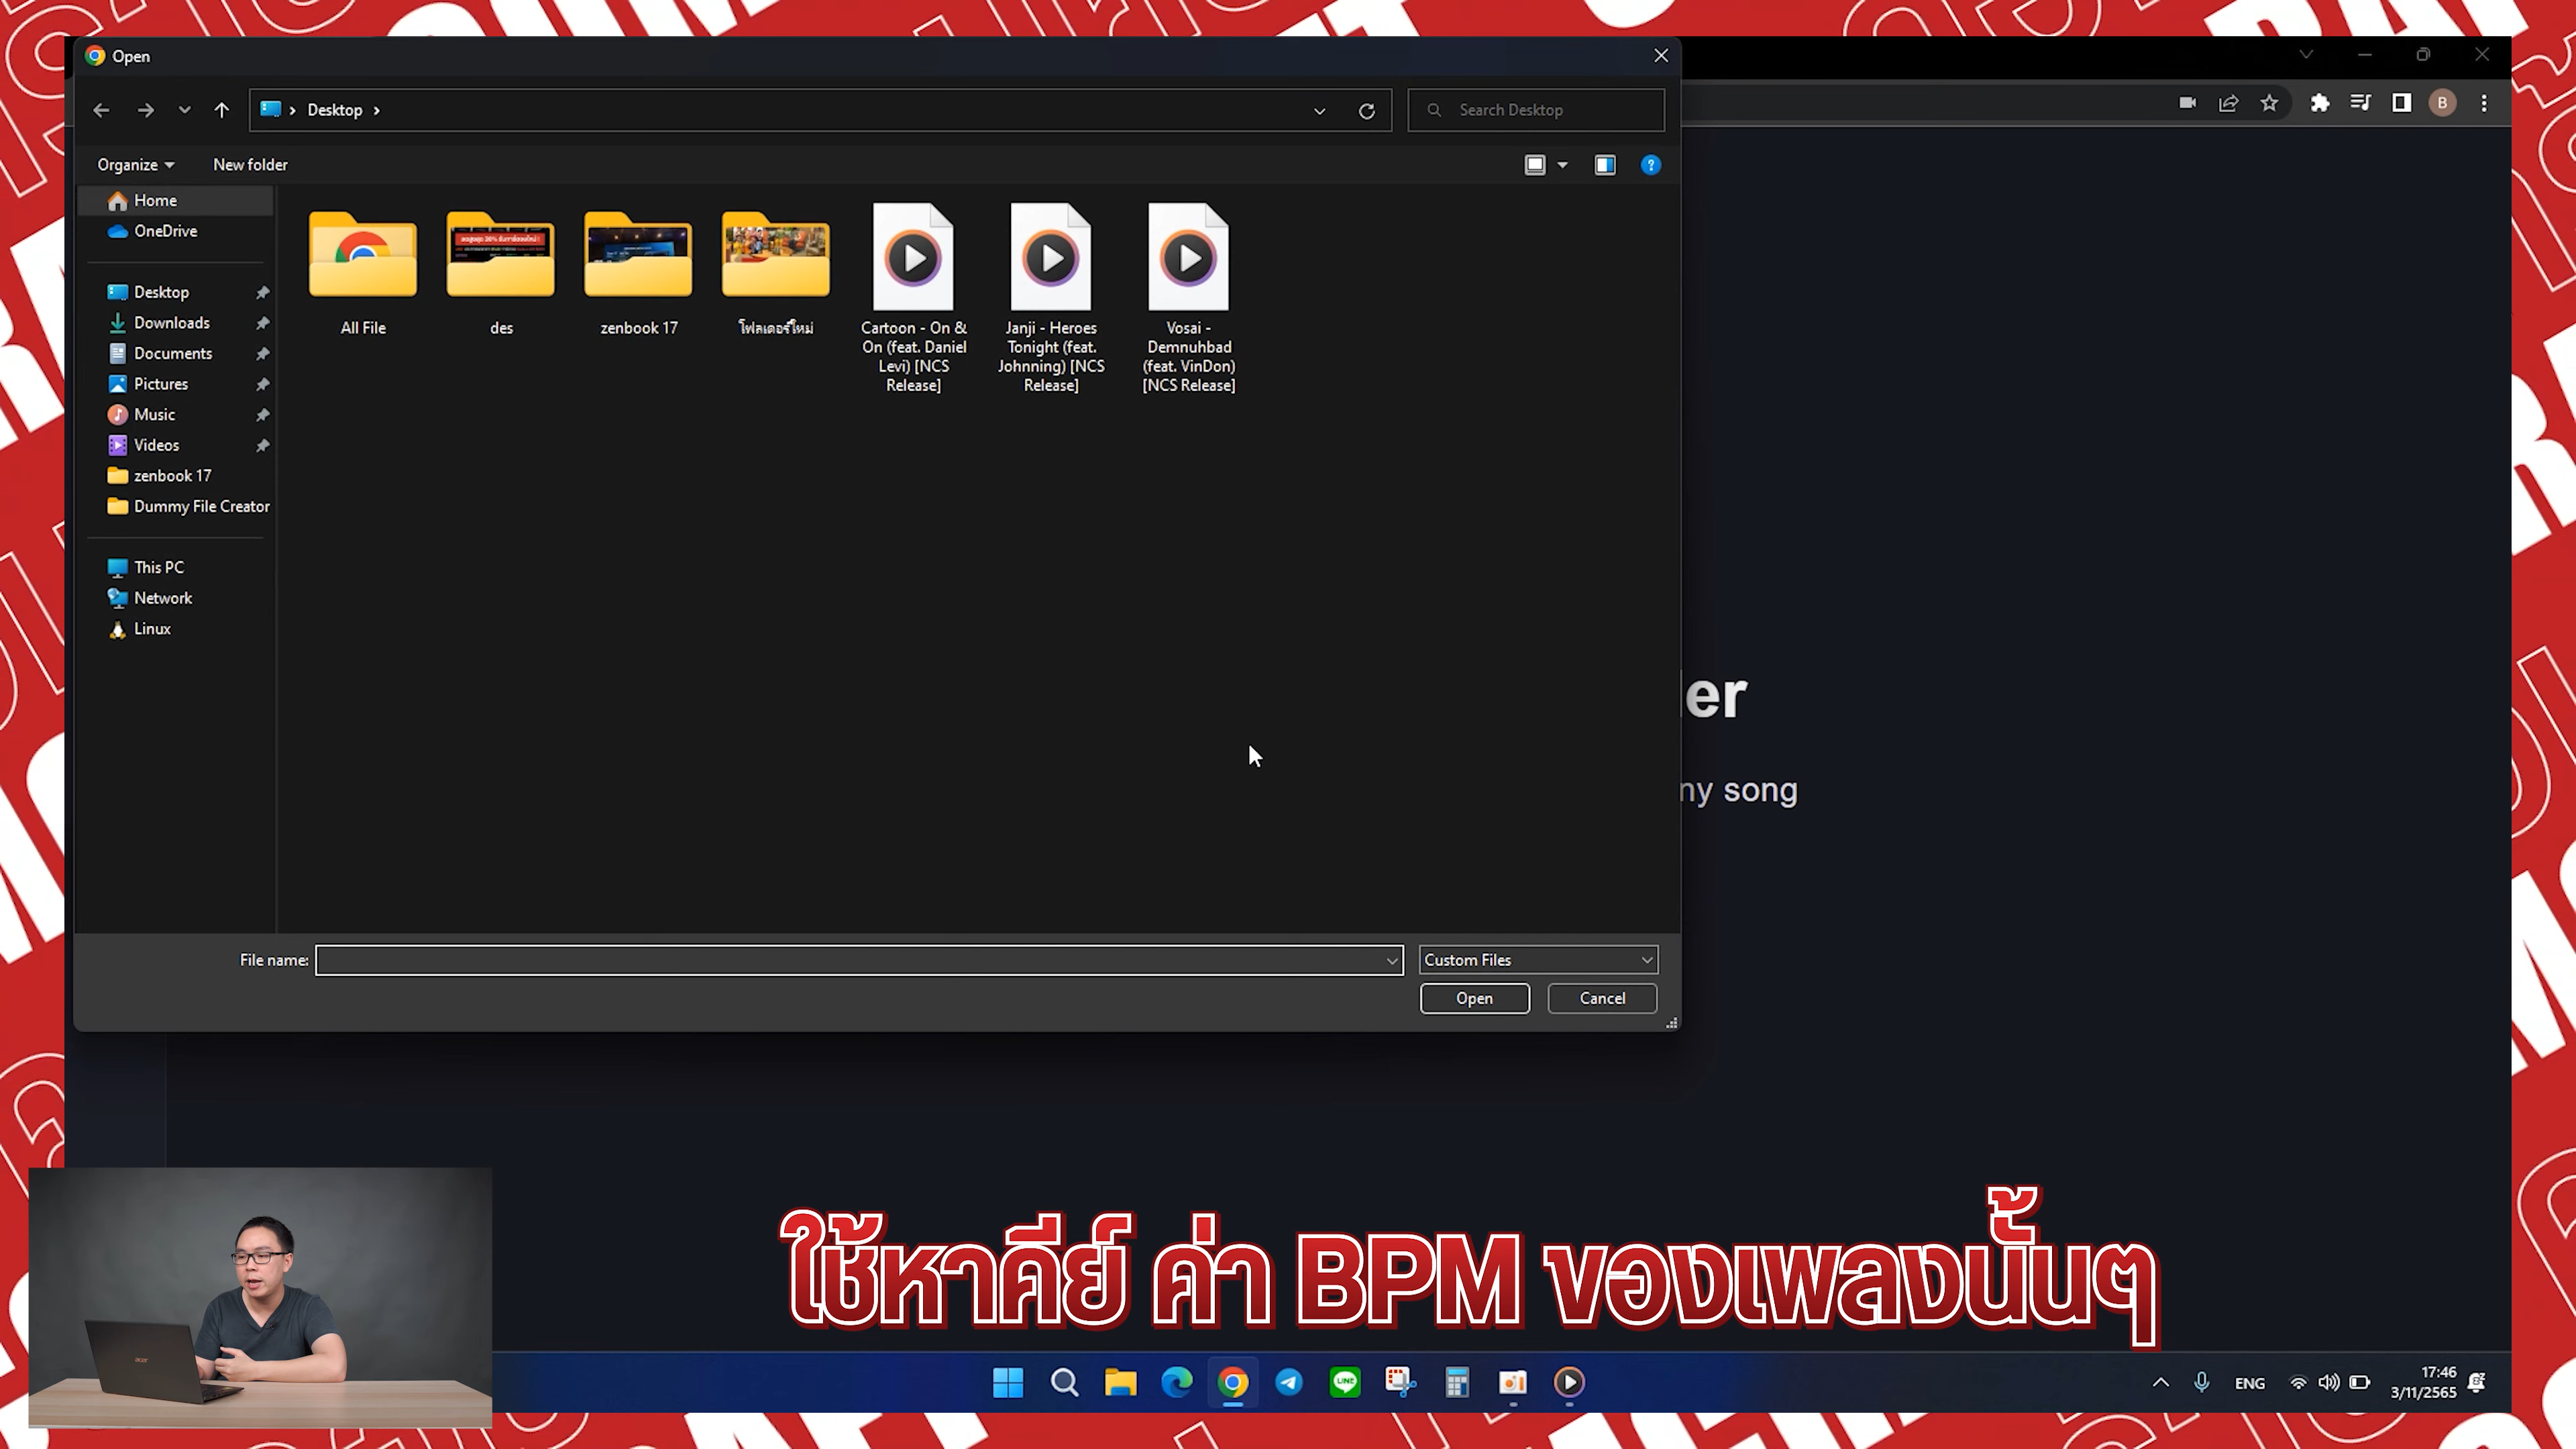 Open
Desktop
Search Desktop
B
Organize
New folder
Home
OneDrive
Desktop
Downloads
Documents
Pictures
Music
Videos
zenbook 17
Dummy File Creator
This PC
Network
Linux
All File
des
zenbook 17
โฟลเดอร์ใหม่
Cartoon - On &
On (feat. Daniel
Levi) [NCS
Release]
Janji - Heroes
Tonight (feat.
Johnning) [NCS
Release]
Vosai -
Demnuhbad
(feat. VinDon)
[NCS Release]
er
ny song
File name:
Custom Files
Open
Cancel
acer
ใช้หาคีย์ ค่า BPM ของเพลงนั้นๆ
LINE
ENG
17:46
3/11/2565